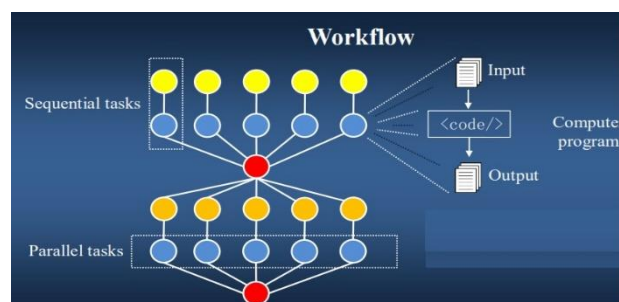 Workflow
Input
Sequential tasks
<code/>
Compute
program
Output
Parallel tasks